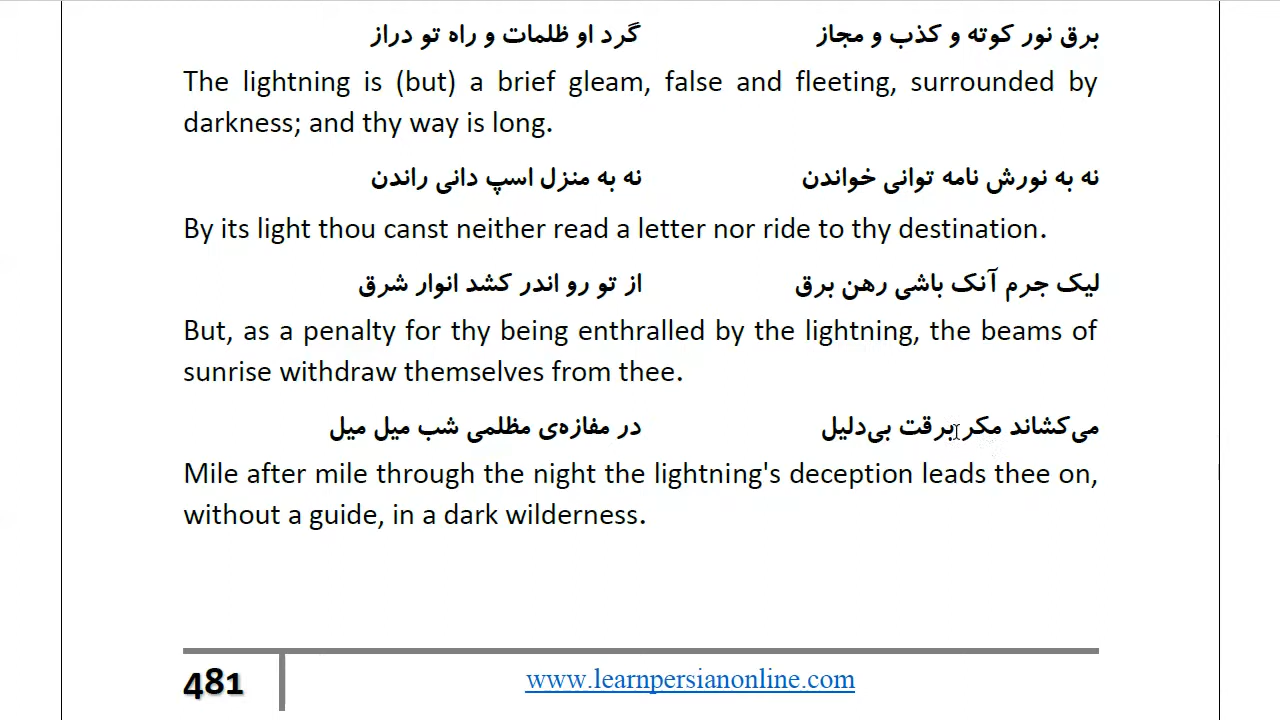 برق نور کوته و کذب و مجاز گرد او ظلمات و راه تو دراز
The lightning is (but) a brief gleam, false and fleeting, surrounded by
darkness; and thy way is long.
نه به نورش نامه توانی خواندن نه به منزل اسپ دانی راندن
By its light thou canst neither read a letter nor ride to thy destination.
لیک جرم آنک باشی رهن برق از تو رو اندر کشد انوار شرق
But, as a penalty for thy being enthralled by the lightning, the beams of
sunrise withdraw themselves from thee.
می‌کشاند مکر برقت بی‌دلیل در مفازه‌ی مظلمی شب میل میل
Mile after mile through the night the lightning's deception leads thee on,
without a guide, in a dark wilderness.
481 www.learnpersianonline.com